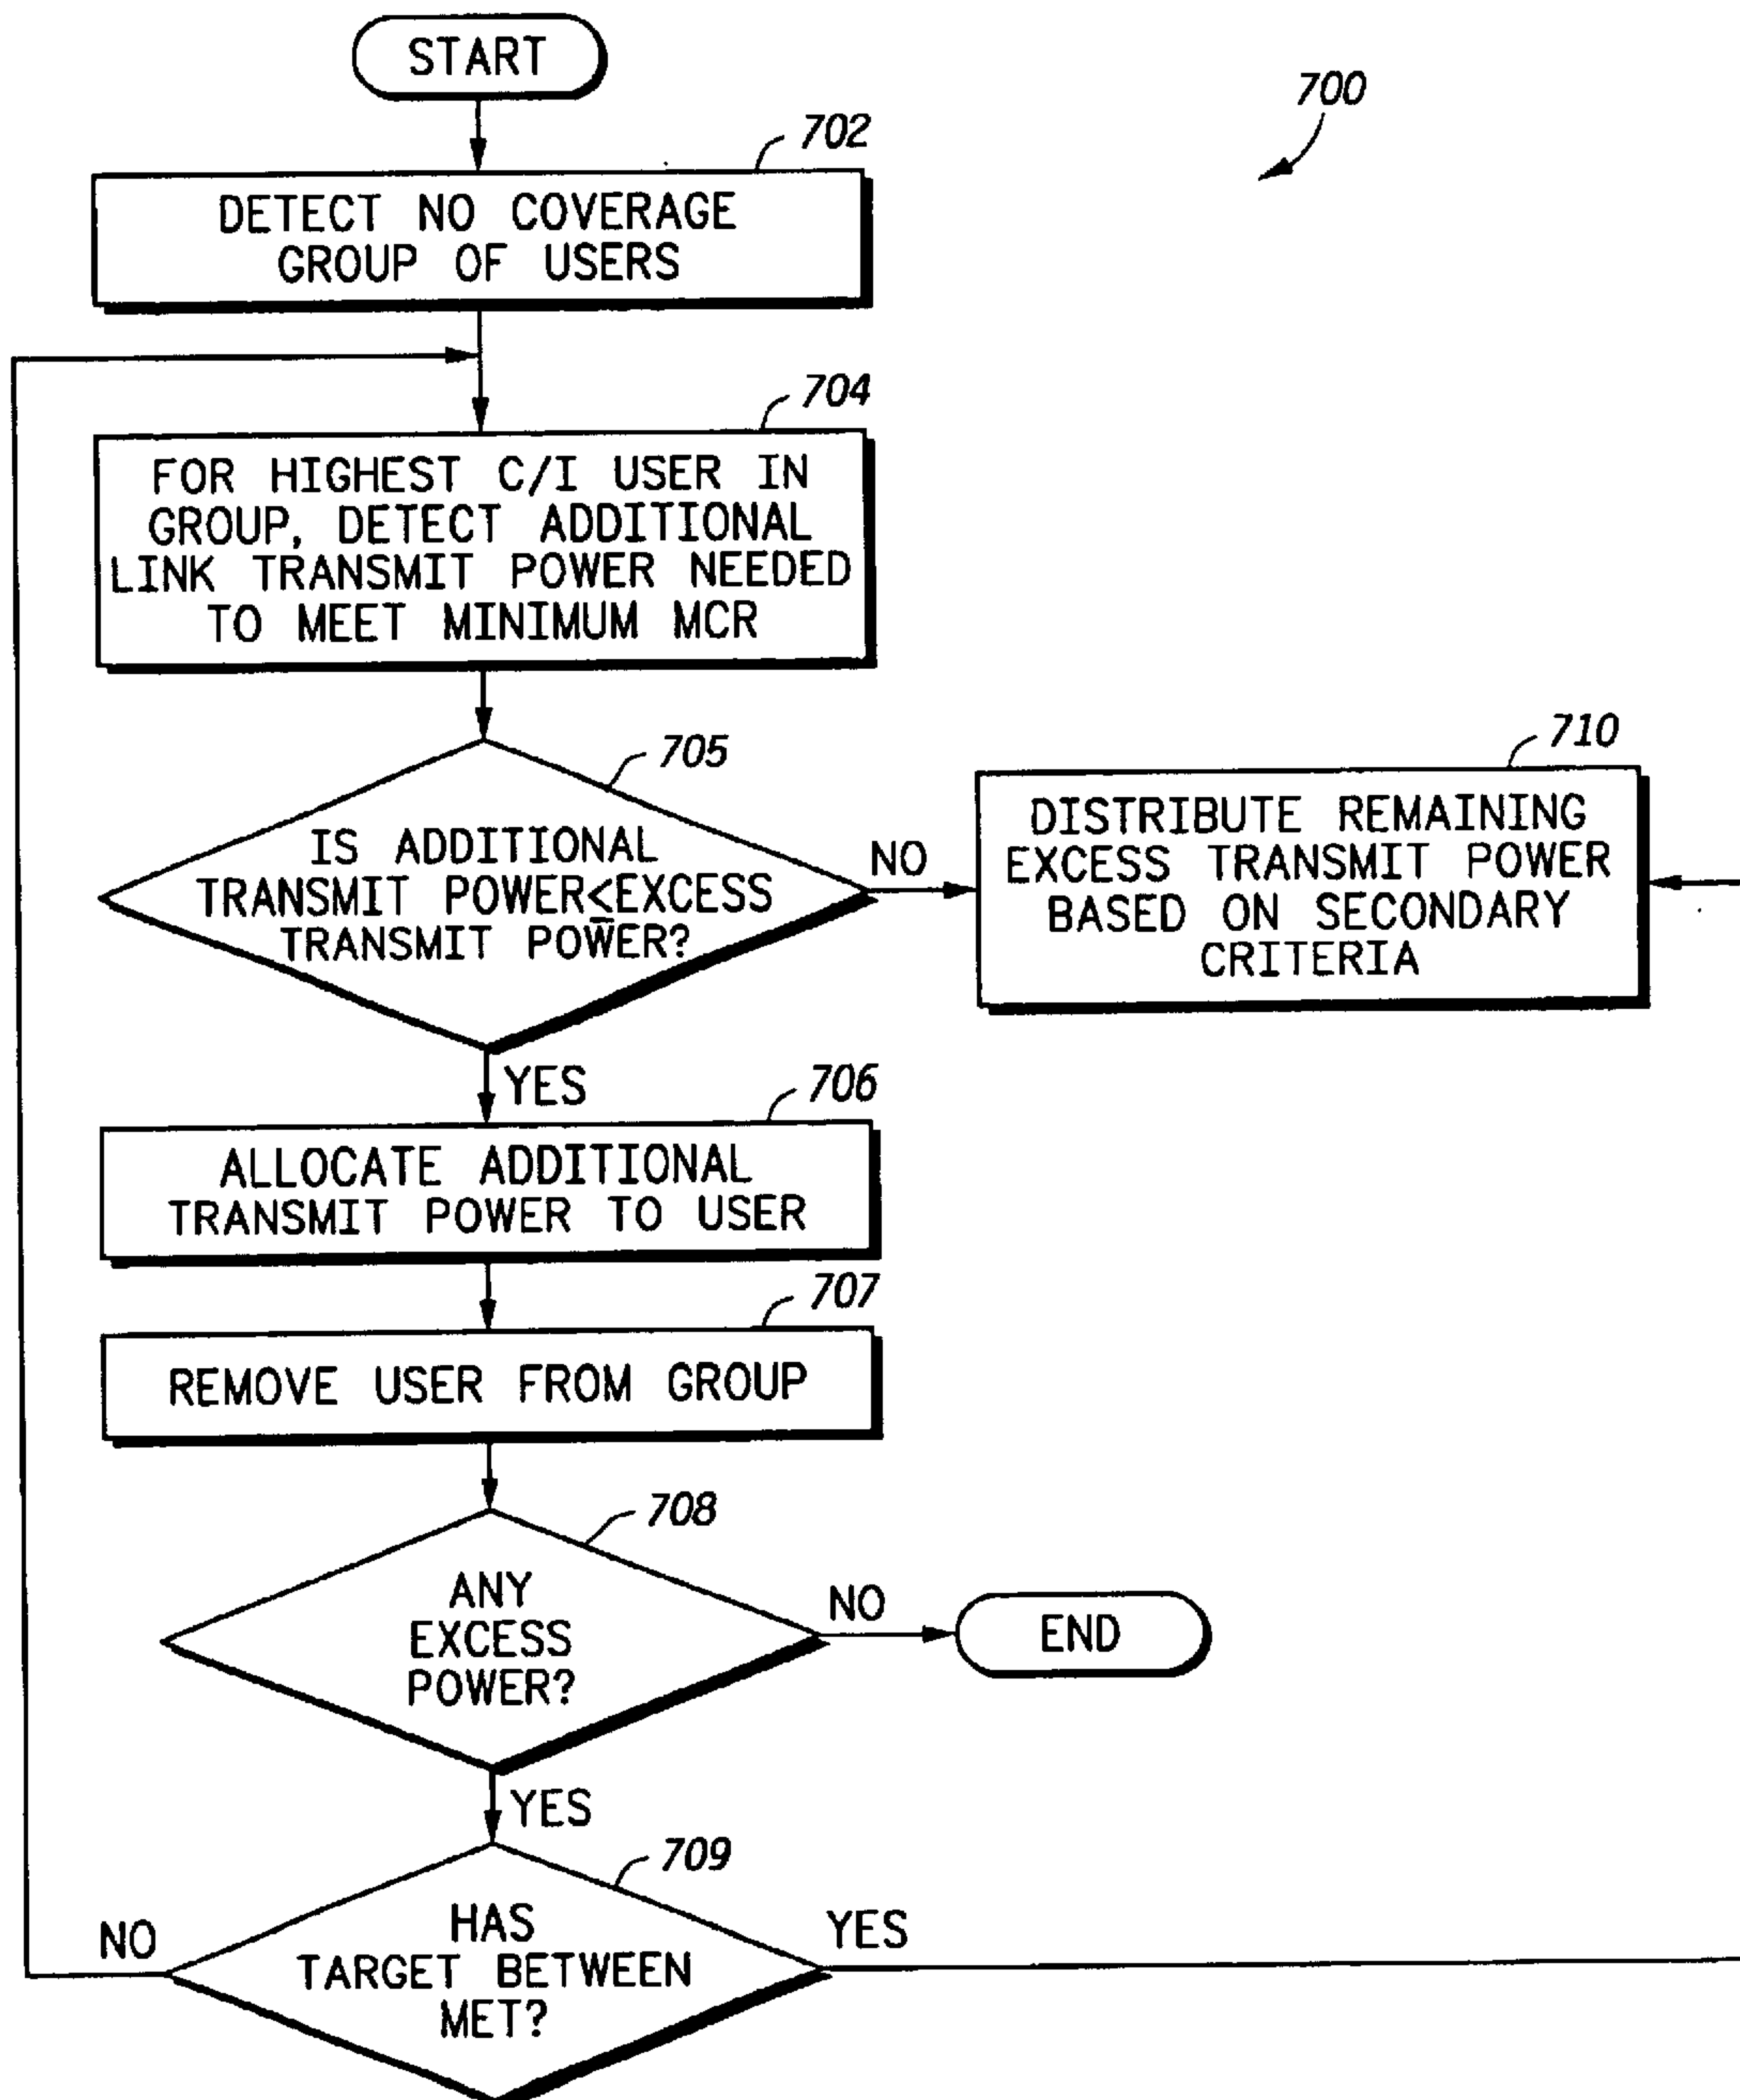 START
700
702
DETECT NO COVERAGE
GROUP OF USERS
704
FOR HIGHEST C/I USER IN
GROUP, DETECT ADDITIONAL
LINK TRANSMIT POWER NEEDED
TO MEET MINIMUM MCR
705
IS ADDITIONAL
TRANSMIT POWER≤EXCESS
TRANSMIT POWER?
NO
710
DISTRIBUTE REMAINING
EXCESS TRANSMIT POWER
BASED ON SECONDARY
CRITERIA
YES
706
ALLOCATE ADDITIONAL
TRANSMIT POWER TO USER
707
REMOVE USER FROM GROUP
708
ANY
EXCESS
POWER?
NO
END
YES
709
HAS
TARGET BETWEEN
MET?
NO
YES